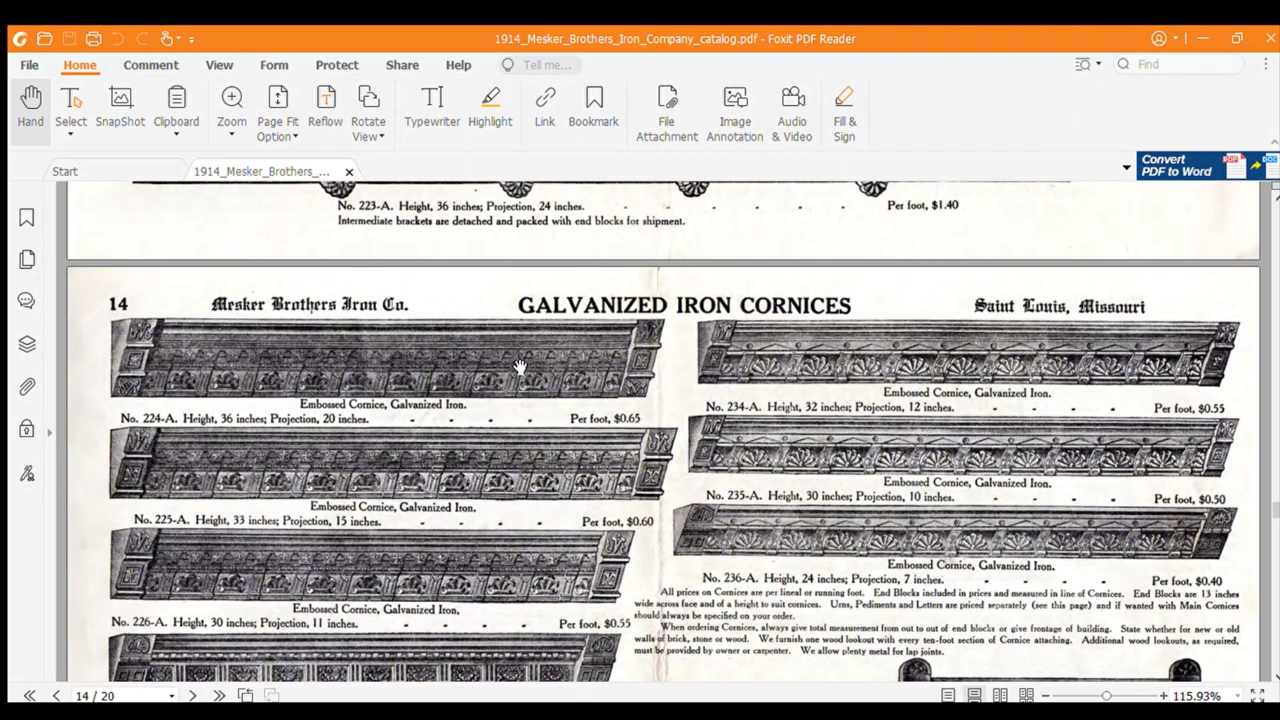 1914_Mesker_Brothers_Iron_Company_catalog.pdf - Foxit PDF Reader
File Home Comment View Form Protect Share Help Tell me... Find
Hand Select SnapShot Clipboard Zoom Page Fit Option Reflow Rotate View Typewriter Highlight Link Bookmark File Attachment Image Annotation Audio & Video Fill & Sign
Start 1914_Mesker_Brothers_... Convert PDF to Word
No. 223-A. Height, 36 inches; Projection, 24 inches. - - - - Per foot, $1.40
Intermediate brackets are detached and packed with end blocks for shipment.
14 Mesker Brothers Iron Co. GALVANIZED IRON CORNICES Saint Louis, Missouri
Embossed Cornice, Galvanized Iron.
No. 224-A. Height, 36 inches; Projection, 20 inches. - - - - Per foot, $0.65
Embossed Cornice, Galvanized Iron.
No. 225-A. Height, 33 inches; Projection, 15 inches. - - - - Per foot, $0.60
Embossed Cornice, Galvanized Iron,
No. 226-A. Height, 30 inches; Projection, 11 inches. - - - - Per foot, $0.55
Embossed Cornice, Galvanized Iron.
No. 234-A. Height, 32 inches; Projection, 12 inches. - - - - Per foot, $0.55
Embossed Cornice, Galvanized Iron.
No. 235-A. Height, 30 inches; Projection, 10 inches. - - - - Per foot, $0.50
Embossed Cornice, Galvanized Iron.
No. 236-A. Height, 24 inches; Projection, 7 inches. - - - - Per foot, $0.40
All prices on Cornices are per lineal or running foot. End Blocks included in prices and measured in line of Cornices. End Blocks are 13 inches
wide across face and of a height to suit cornices. Urns, Pediments and Letters are priced separately (see this page) and if wanted with Main Cornices
should always be specified on your order.
When ordering Cornices, always give total measurement from out to out of end blocks or give frontage of building. State whether for new or old
walls of brick, stone or wood. We furnish one wood lookout with every ten-foot section of Cornice attaching. Additional wood lookouts, as required,
must be provided by owner or carpenter. We allow plenty metal for lap joints.
14 / 20 115.93%